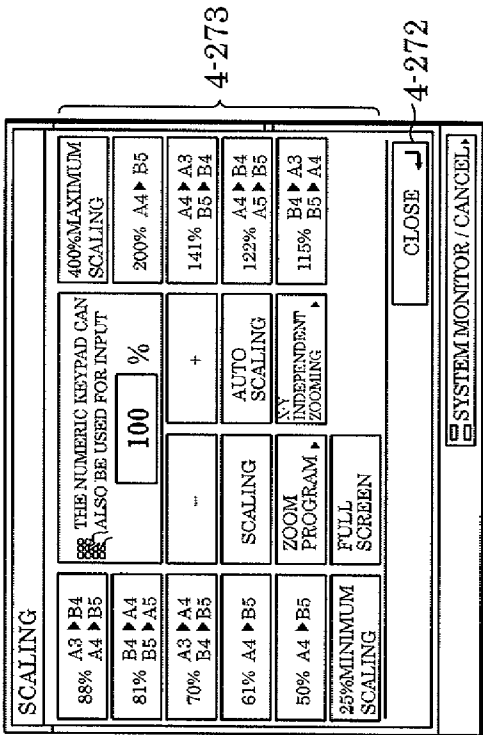 SCALING
88% A3▶B4
A4▶B5
81% B4▶A4
B5▶A5
70% A3▶A4
B4▶B5
61% A4▶B5
50% A4▶B5
25%MINIMUM
SCALING
THE NUMERIC KEYPAD CAN
ALSO BE USED FOR INPUT
100 %
-
+
SCALING
AUTO
SCALING
ZOOM
PROGRAM▸
X-Y
INDEPENDENT
ZOOMING▸
FULL
SCREEN
400%MAXIMUM
SCALING
200% A4▶B5
141% A4▶A3
B5▶B4
122% A4▶B4
A5▶B5
115% B4▶A3
B5▶A4
CLOSE
SYSTEM MONITOR / CANCEL▸
4-273
4-272